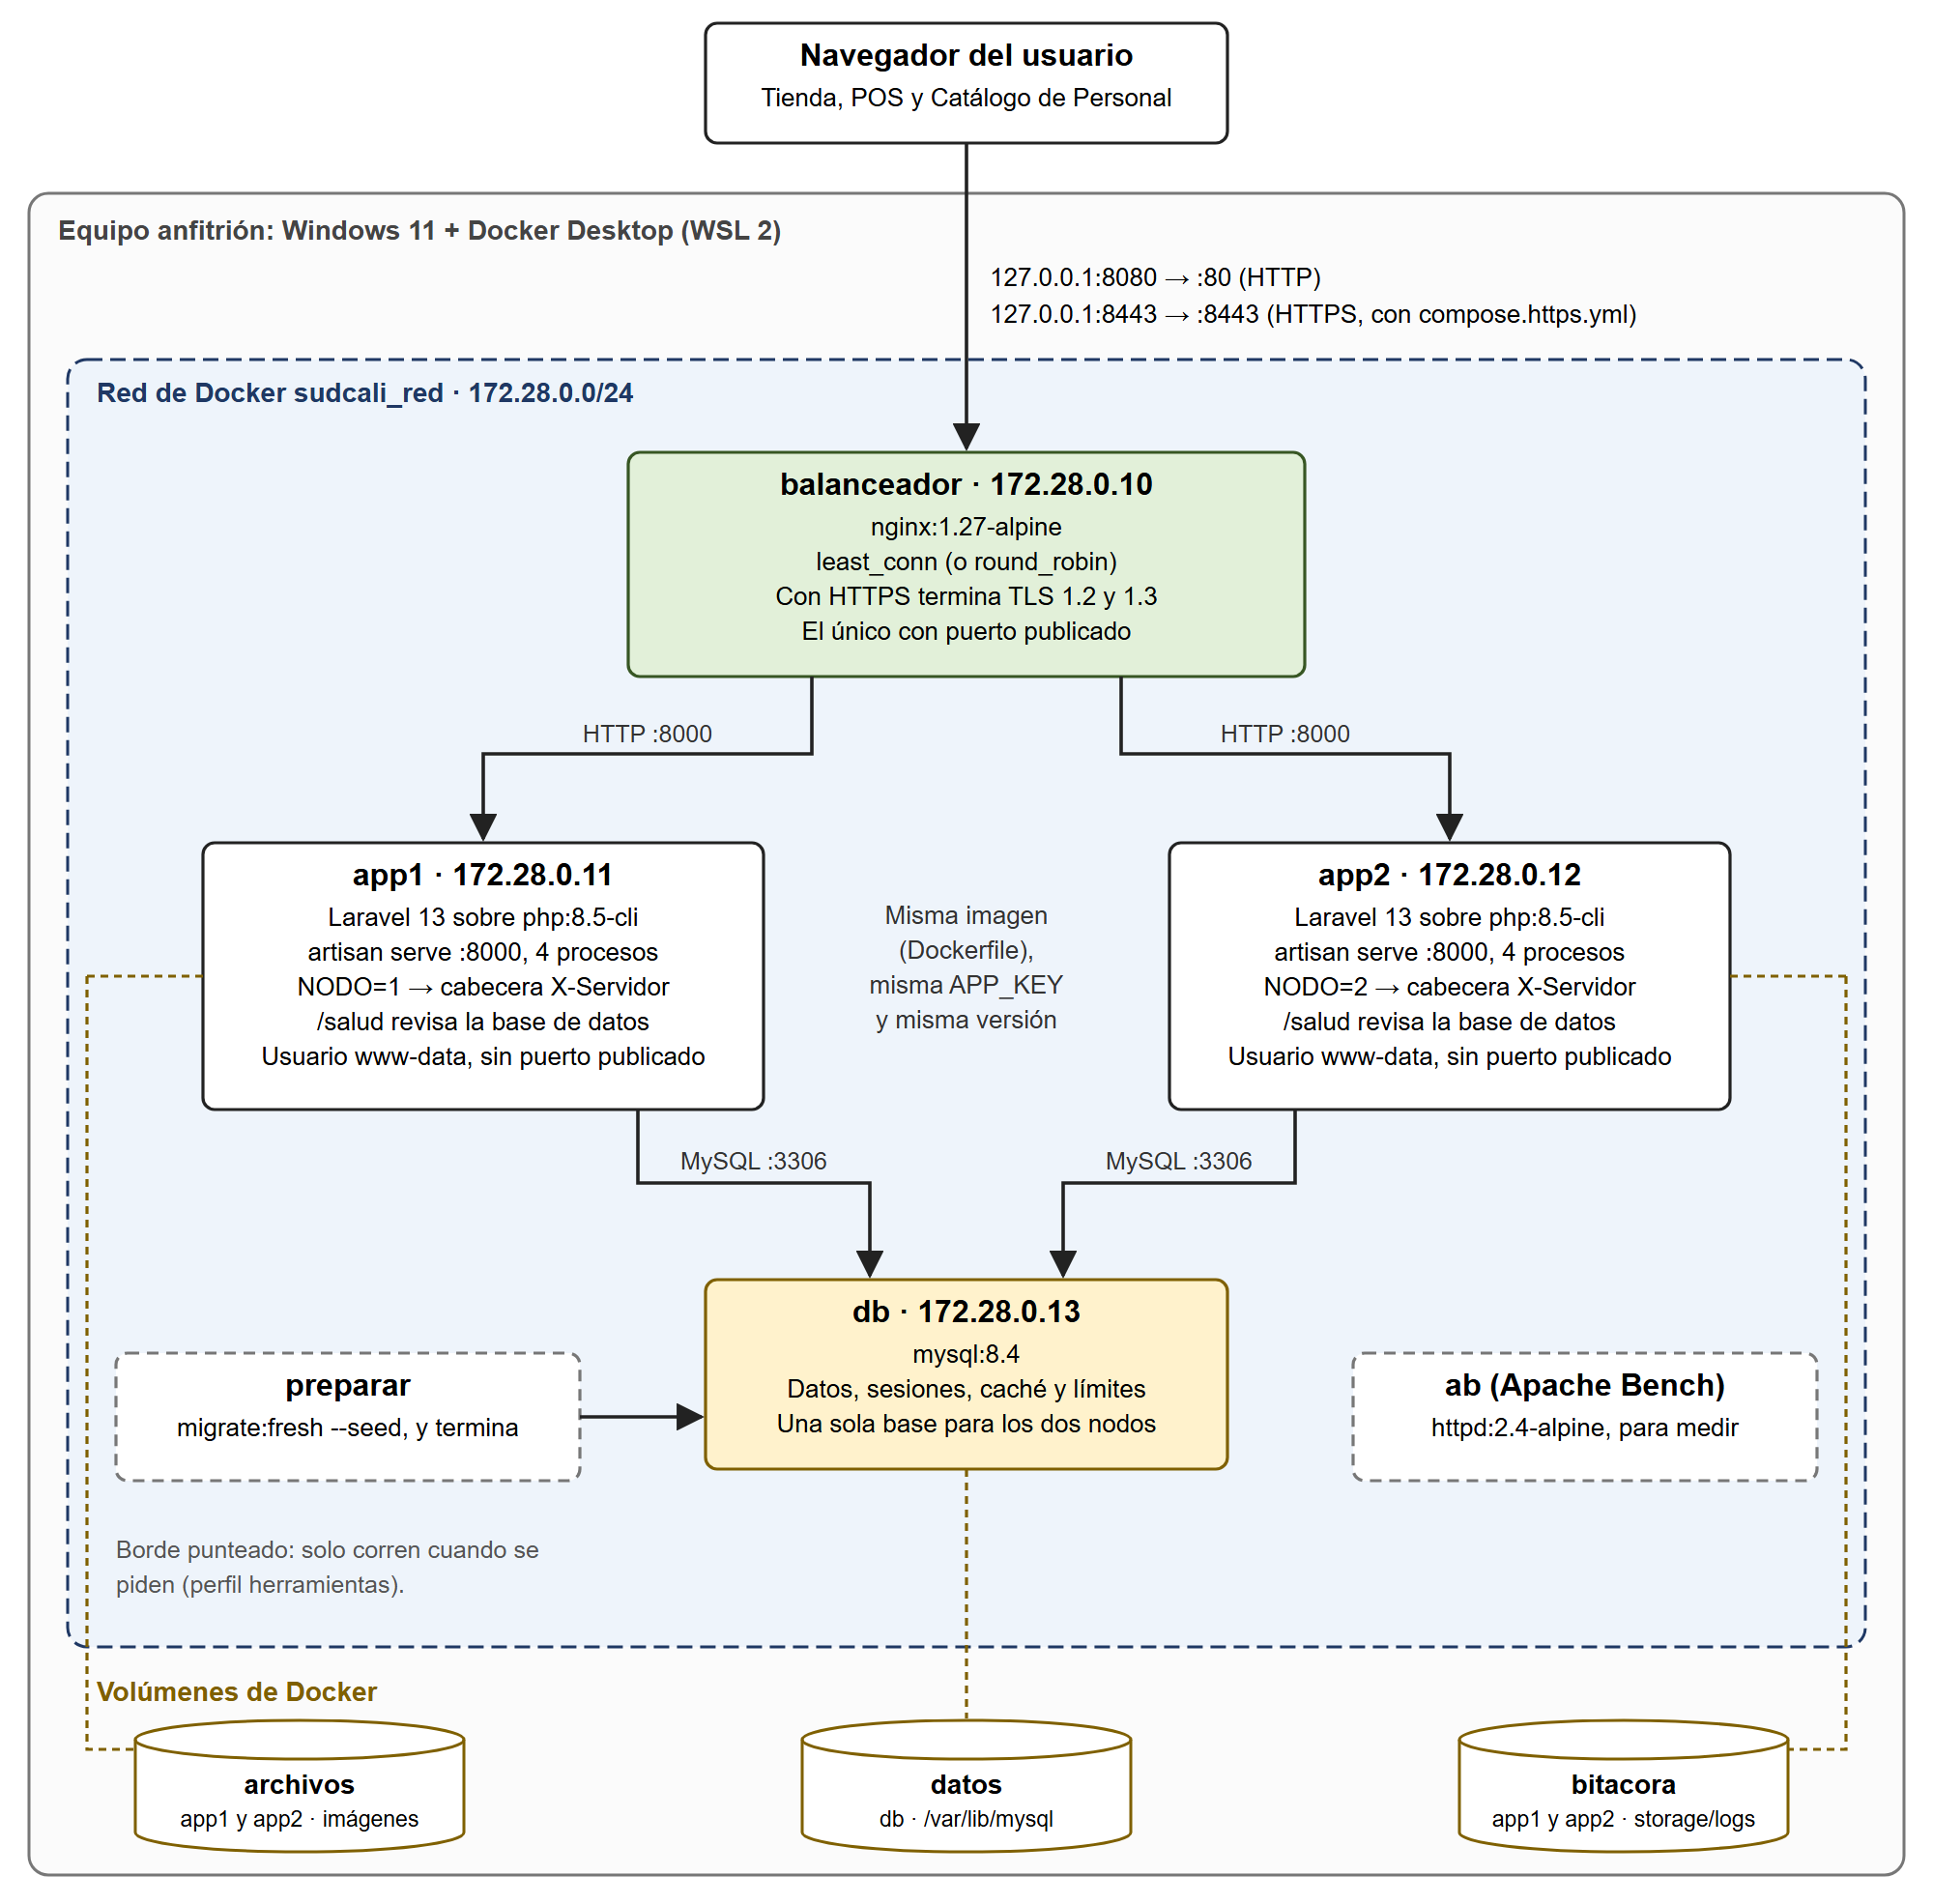 Navegador del usuario
Tienda, POS y Catálogo de Personal
Equipo anfitrión: Windows 11 + Docker Desktop (WSL 2)
127.0.0.1:8080 → :80 (HTTP)
127.0.0.1:8443 → :8443 (HTTPS, con compose.https.yml)
Red de Docker sudcali_red · 172.28.0.0/24
balanceador · 172.28.0.10
nginx:1.27-alpine
least_conn (o round_robin)
Con HTTPS termina TLS 1.2 y 1.3
El único con puerto publicado
HTTP :8000
HTTP :8000
app1 · 172.28.0.11
Laravel 13 sobre php:8.5-cli
artisan serve :8000, 4 procesos
NODO=1 → cabecera X-Servidor
/salud revisa la base de datos
Usuario www-data, sin puerto publicado
Misma imagen
(Dockerfile),
misma APP_KEY
y misma versión
app2 · 172.28.0.12
Laravel 13 sobre php:8.5-cli
artisan serve :8000, 4 procesos
NODO=2 → cabecera X-Servidor
/salud revisa la base de datos
Usuario www-data, sin puerto publicado
MySQL :3306
MySQL :3306
db · 172.28.0.13
mysql:8.4
Datos, sesiones, caché y límites
Una sola base para los dos nodos
preparar
migrate:fresh --seed, y termina
ab (Apache Bench)
httpd:2.4-alpine, para medir
Borde punteado: solo corren cuando se
piden (perfil herramientas).
Volúmenes de Docker
archivos
app1 y app2 · imágenes
datos
db · /var/lib/mysql
bitacora
app1 y app2 · storage/logs